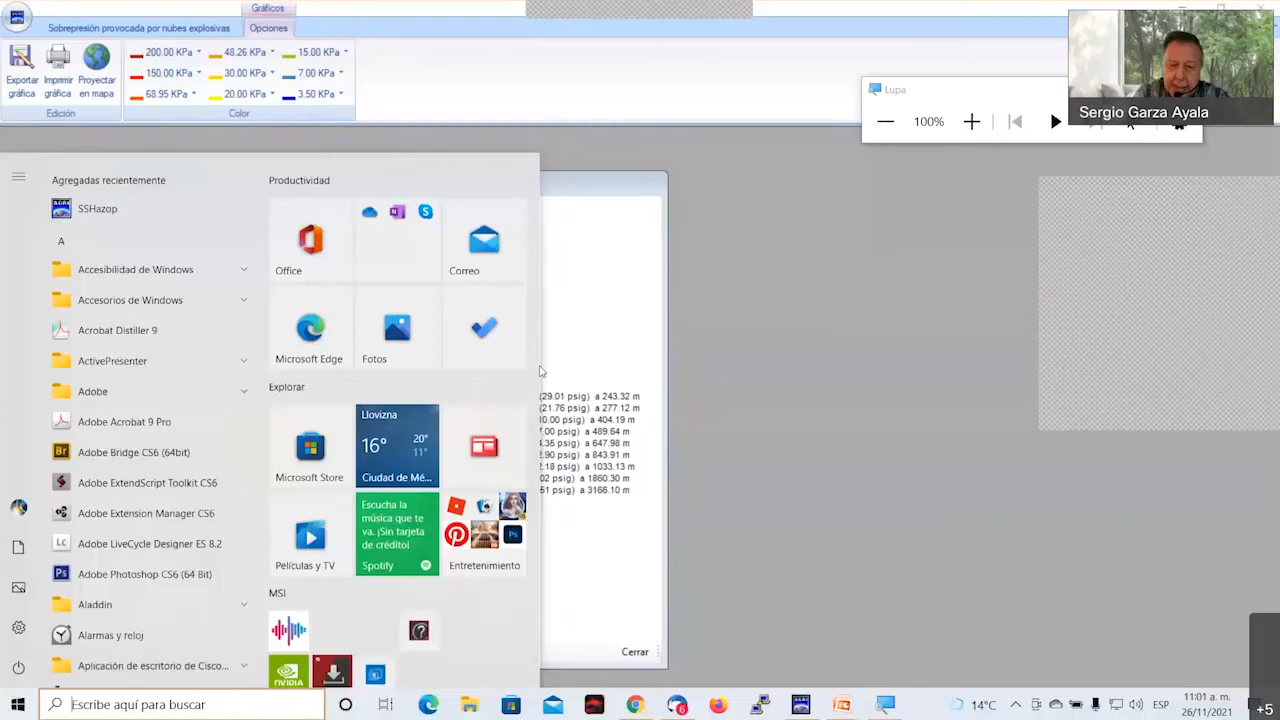 Gráficos
Sobrepresión provocada por nubes explosivas
Opciones
Exportar gráfica
Imprimir gráfica
Proyectar en mapa
Edición
200.00 KPa
48.26 KPa
15.00 KPa
150.00 KPa
30.00 KPa
7.00 KPa
68.95 KPa
20.00 KPa
3.50 KPa
Color
Lupa
100%
Sergio Garza Ayala
Agregadas recientemente
SSHazop
A
Accesibilidad de Windows
Accesorios de Windows
Acrobat Distiller 9
ActivePresenter
Adobe
Adobe Acrobat 9 Pro
Adobe Bridge CS6 (64bit)
Adobe ExtendScript Toolkit CS6
Adobe Extension Manager CS6
Adobe LiveCycle Designer ES 8.2
Adobe Photoshop CS6 (64 Bit)
Aladdin
Alarmas y reloj
Aplicación de escritorio de Cisco...
Productividad
Office
Correo
Microsoft Edge
Fotos
Explorar
Microsoft Store
Llovizna
16°
20°
11°
Ciudad de Mé...
Películas y TV
Escucha la
música que te
va. ¡Sin tarjeta
de crédito!
Spotify
Entretenimiento
MSI
NVIDIA
(29.01 psig) a 243.32 m
(21.76 psig) a 277.12 m
0.00 psig) a 404.19 m
7.00 psig) a 489.64 m
4.35 psig) a 647.98 m
2.90 psig) a 843.91 m
2.18 psig) a 1033.13 m
02 psig) a 1860.30 m
51 psig) a 3166.10 m
Cerrar
Escribe aquí para buscar
14°C
ESP
11:01 a. m.
26/11/2021
+5